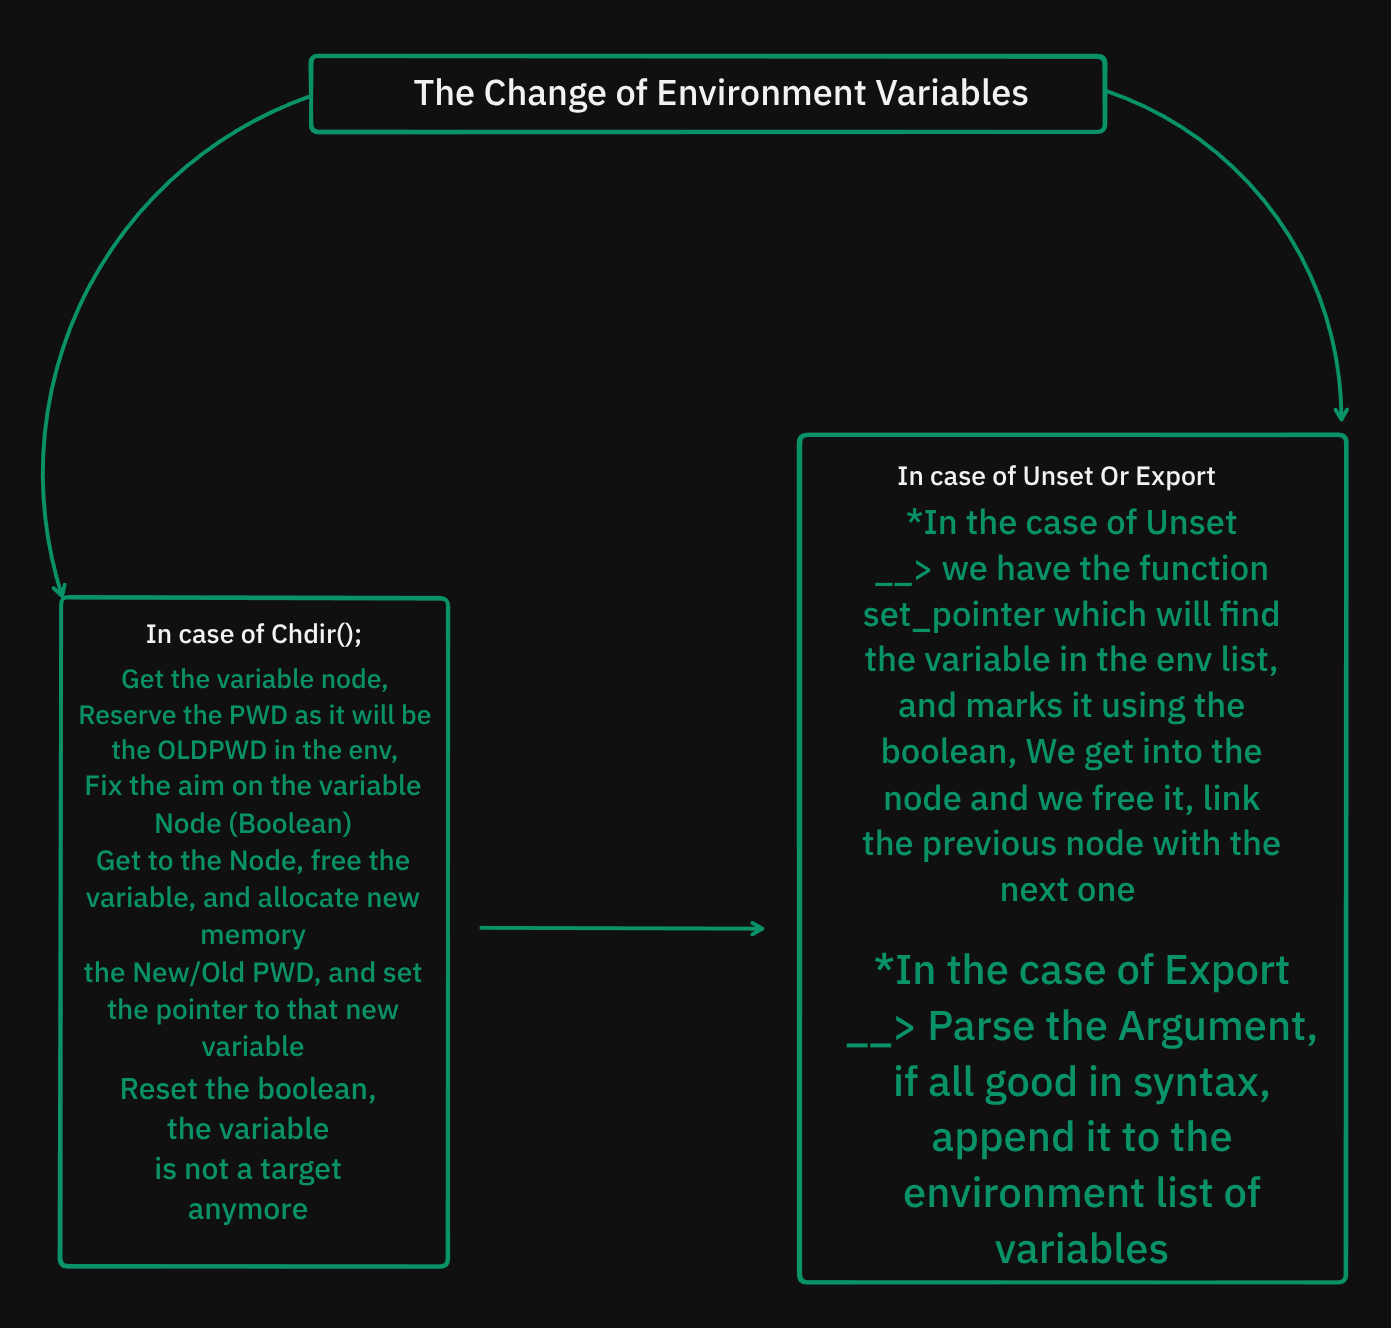 The Change of Environment Variables
In case of Chdir();
Get the variable node,
Reserve the PWD as it will be
the OLDPWD in the env,
Fix the aim on the variable
Node (Boolean)
Get to the Node, free the
variable, and allocate new
memory
the New/Old PWD, and set
the pointer to that new
variable
Reset the boolean,
the variable
is not a target
anymore
In case of Unset Or Export
*In the case of Unset
__> we have the function
set_pointer which will find
the variable in the env list,
and marks it using the
boolean, We get into the
node and we free it, link
the previous node with the
next one
*In the case of Export
__> Parse the Argument,
if all good in syntax,
append it to the
environment list of
variables